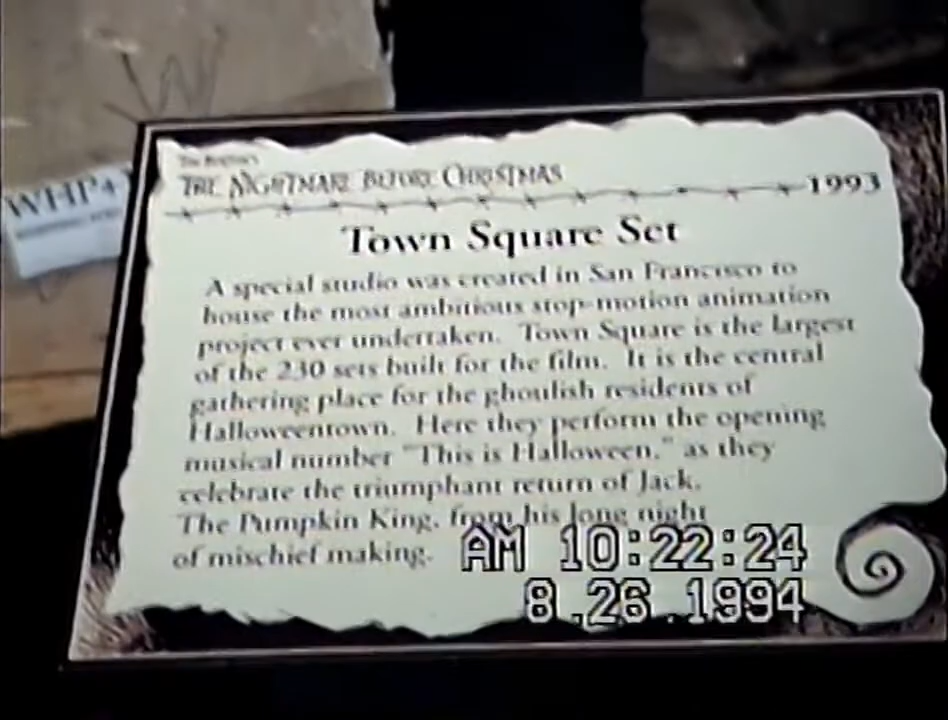 W
WHP4
Tim Burton's
THE NIGHTMARE BEFORE CHRISTMAS
1993
Town Square Set
A special studio was created in San Francisco to
house the most ambitious stop-motion animation
project ever undertaken. Town Square is the largest
of the 230 sets built for the film. It is the central
gathering place for the ghoulish residents of
Halloweentown. Here they perform the opening
musical number "This is Halloween," as they
celebrate the triumphant return of Jack,
The Pumpkin King, from his long night
of mischief making.
AM 10:22:24
8.26.1994